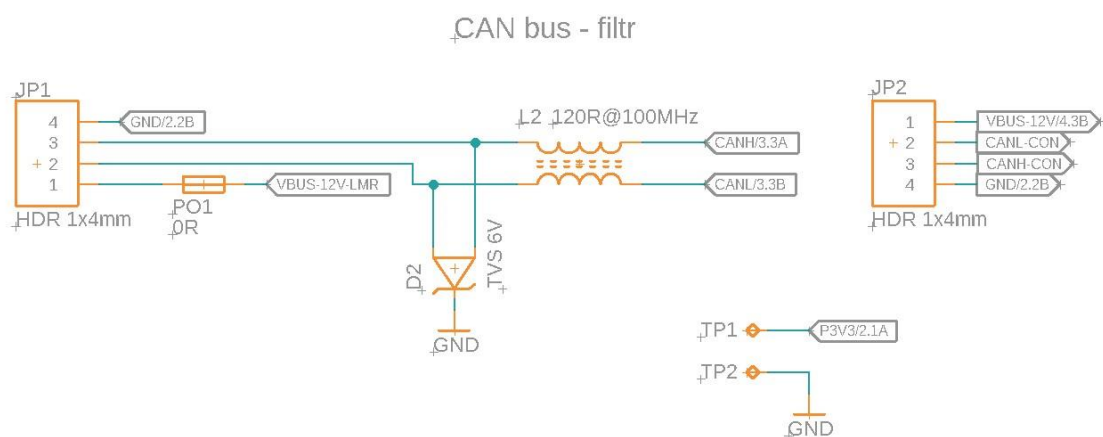 CAN bus - filtr
JP1
4
3
2
1
HDR 1x4mm
GND/2.2B
VBUS-12V-LMR
PO1
0R
L2 120R@100MHz
CANH/3.3A
CANL/3.3B
D2
TVS 6V
GND
JP2
1
2
3
4
HDR 1x4mm
VBUS-12V/4.3B
CANL-CON
CANH-CON
GND/2.2B
TP1
P3V3/2.1A
TP2
GND